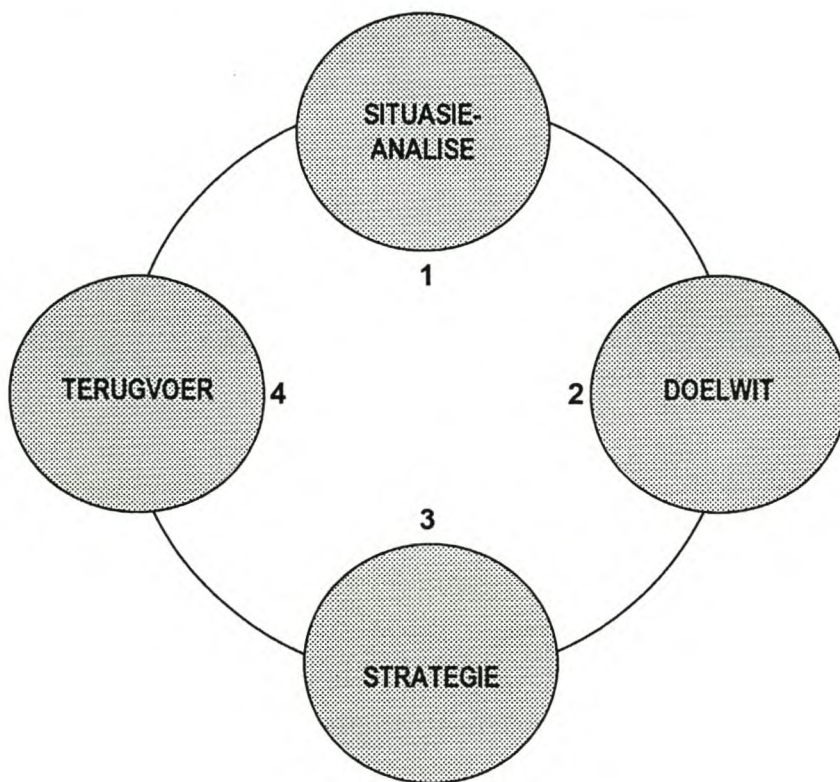 SITUASIE-
ANALISE
1
TERUGVOER 4
2 DOELWIT
3
STRATEGIE